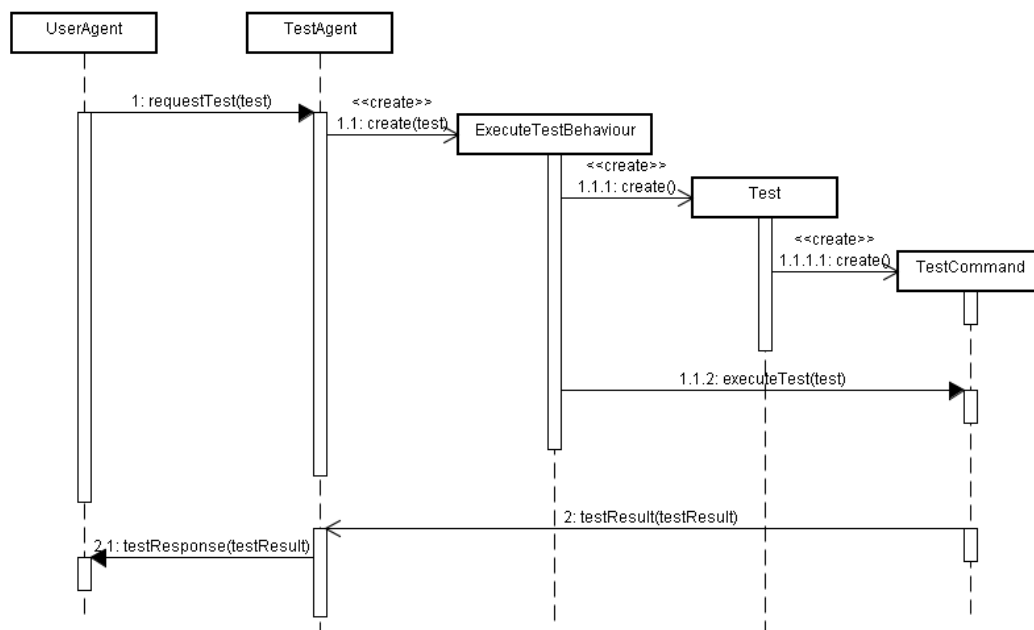 UserAgent
TestAgent
1: requestTest(test)
<<create>>
1.1: create(test)
ExecuteTestBehaviour
<<create>>
1.1.1: create()
Test
<<create>>
1.1.1.1: create()
TestCommand
1.1.2: executeTest(test)
2: testResult(testResult)
2.1: testResponse(testResult)